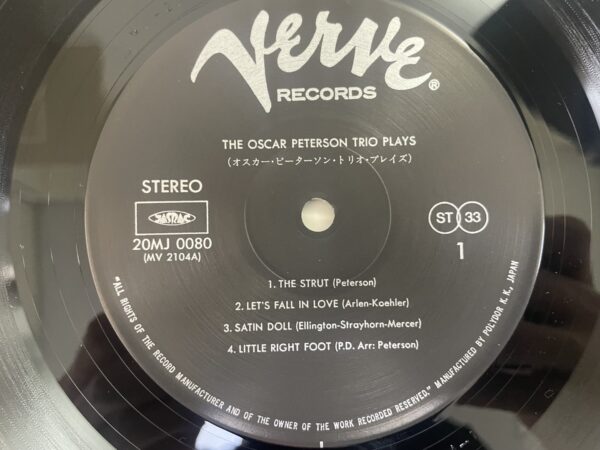 Verve®
RECORDS
THE OSCAR PETERSON TRIO PLAYS
(オスカー・ピーターソン・トリオ・プレイズ)
STEREO
JASRAC
20MJ 0080
(MV 2104A)
ST 33
1
1. THE STRUT (Peterson)
2. LET'S FALL IN LOVE (Arlen-Koehler)
3. SATIN DOLL (Ellington-Strayhorn-Mercer)
4. LITTLE RIGHT FOOT (P.D. Arr: Peterson)
"ALL RIGHTS OF THE RECORD MANUFACTURER AND OF THE OWNER OF THE WORK RECORDED RESERVED." MANUFACTURED BY POLYDOR K. K., JAPAN